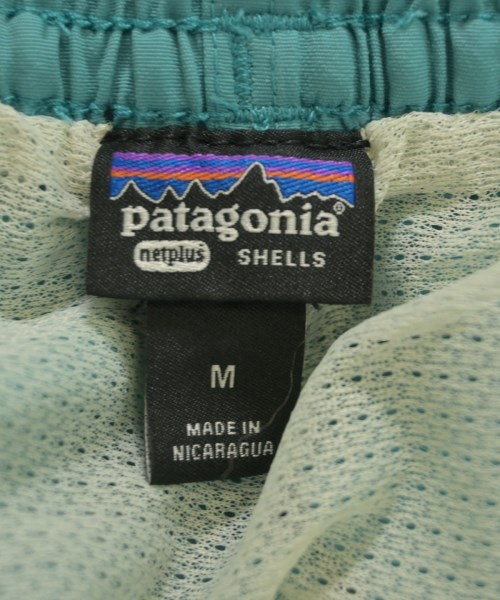 patagonia®
netplus® SHELLS
M
MADE IN
NICARAGUA